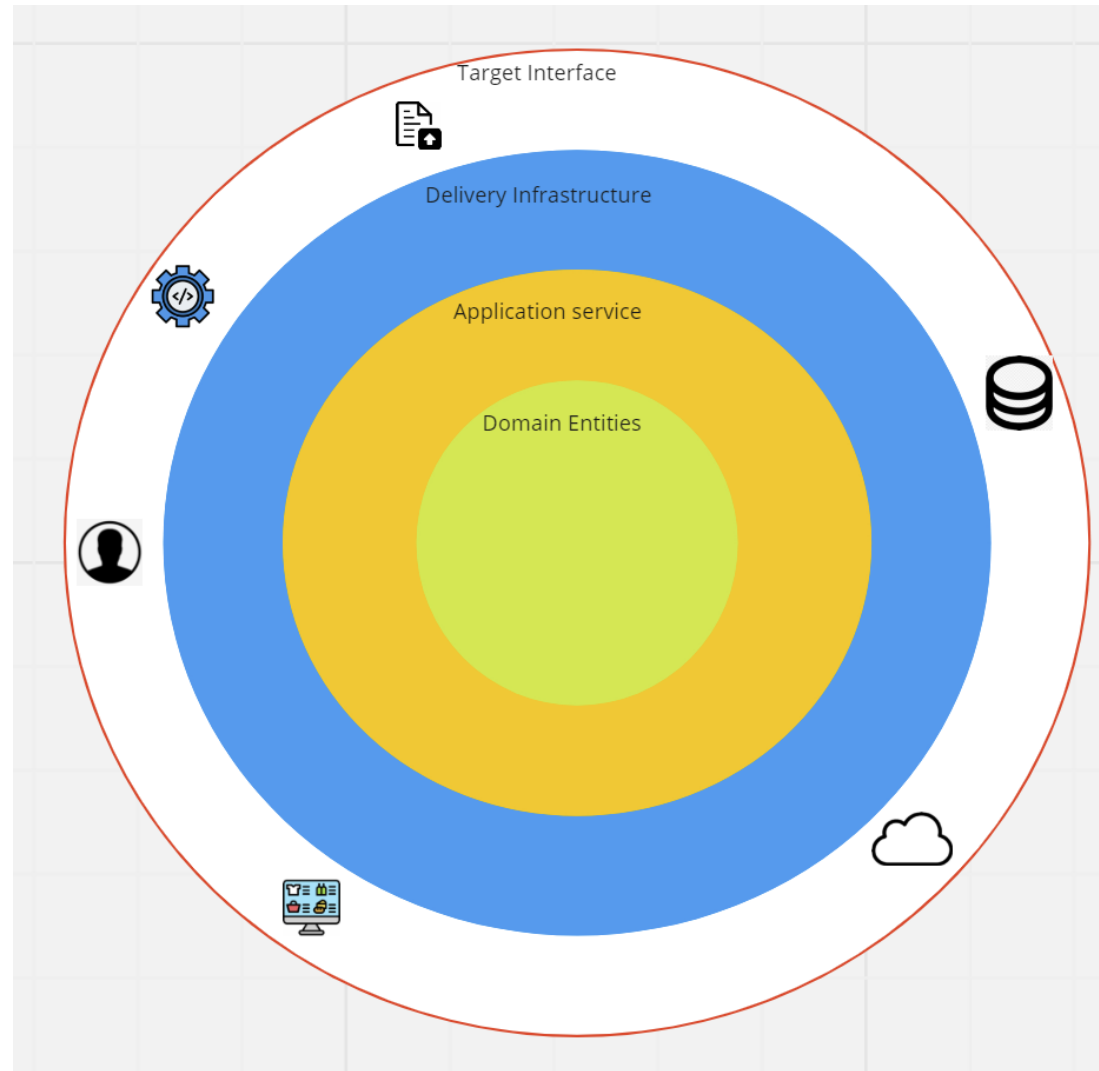 Target Interface
Delivery Infrastructure
Application service
Domain Entities